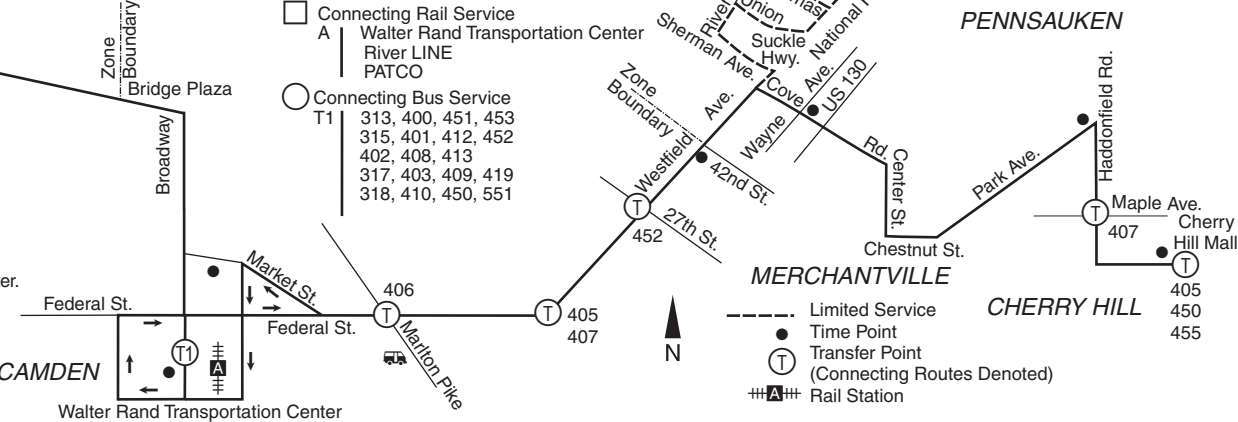 Zone
Boundary
Bridge Plaza
Broadway
Connecting Rail Service
A Walter Rand Transportation Center
River LINE
PATCO
Connecting Bus Service
T1 313, 400, 451, 453
315, 401, 412, 452
402, 408, 413
317, 403, 409, 419
318, 410, 450, 551
River
Union
Sherman Ave.
Suckle
Hwy.
National
PENNSAUKEN
Zone
Boundary
Westfield Ave.
Cove Rd.
Wayne Ave.
US 130
42nd St.
T
452
27th St.
Center St.
Chestnut St.
Park Ave.
Haddonfield Rd.
T
Maple Ave.
407
Cherry
Hill Mall
T
405
450
455
MERCHANTVILLE
CHERRY HILL
Market St.
Federal St.
Federal St.
406
T
Marlton Pike
T
405
407
N
Limited Service
Time Point
T
Transfer Point
(Connecting Routes Denoted)
A
Rail Station
T1
A
CAMDEN
Walter Rand Transportation Center